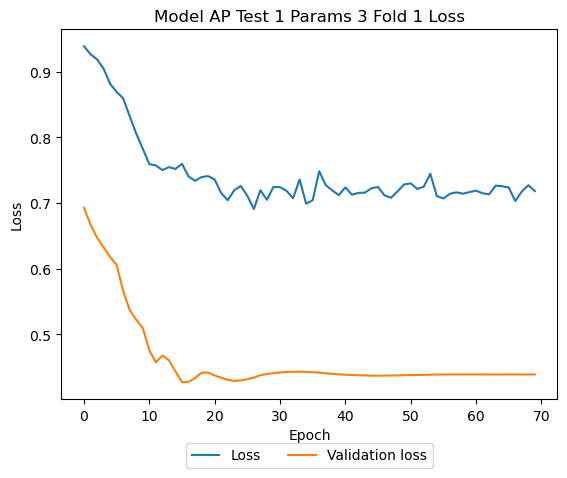 Model AP Test 1 Params 3 Fold 1 Loss
0.9
0.8
0.7
0.6
0.5
Loss
0 10 20 30 40 50 60 70
Epoch
Loss Validation loss